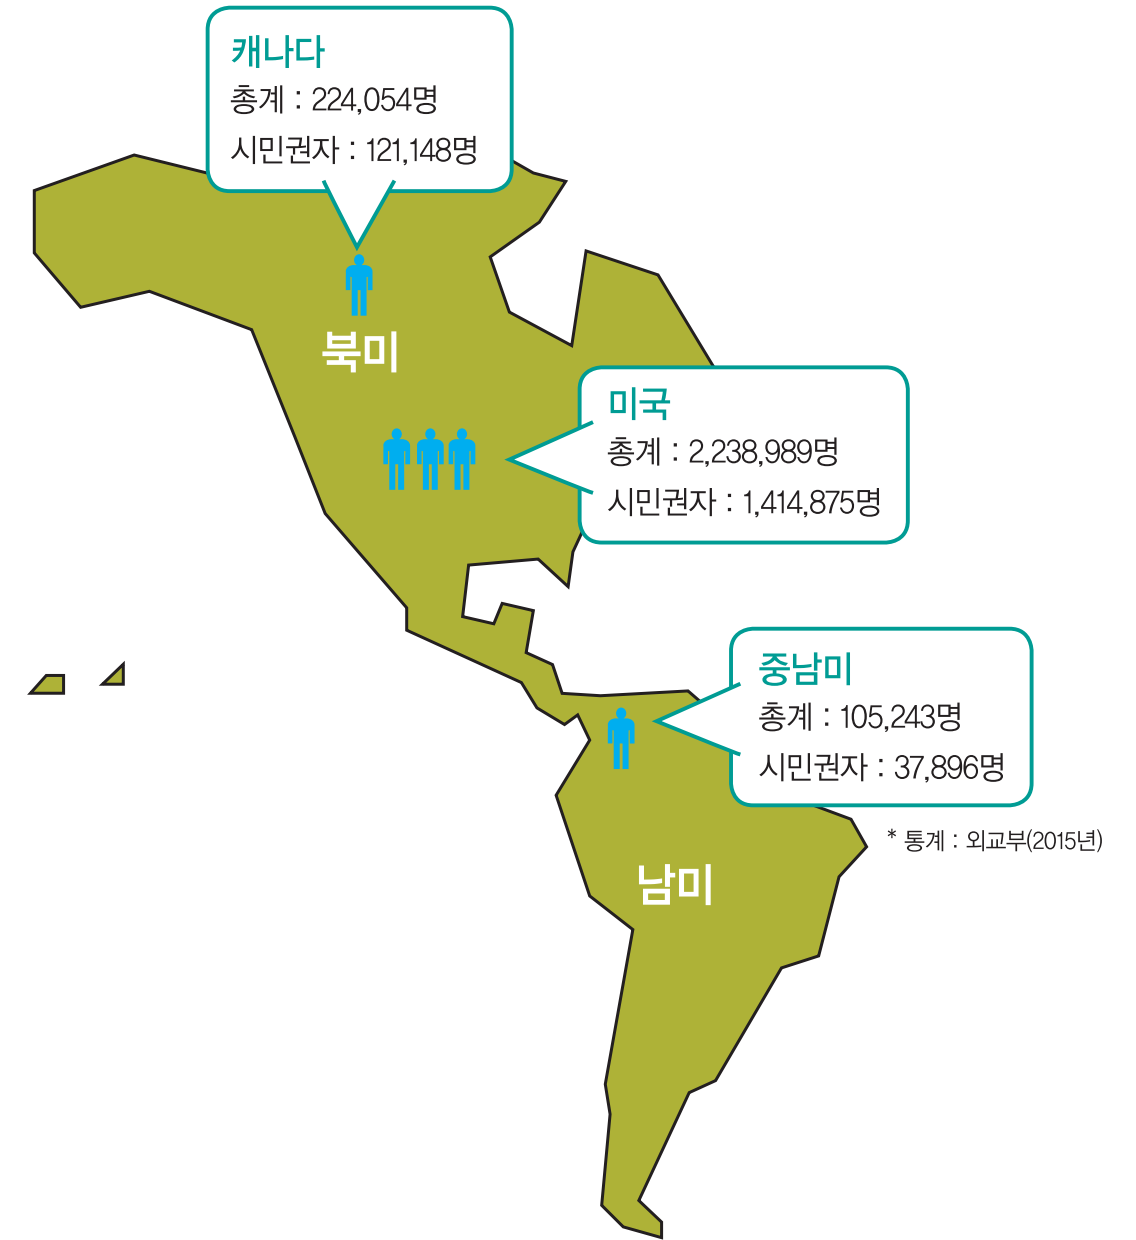 캐나다
총계 : 224,054명
시민권자 : 121,148명
북미
미국
총계 : 2,238,989명
시민권자 : 1,414,875명
중남미
총계 : 105,243명
시민권자 : 37,896명
* 통계 : 외교부(2015년)
남미